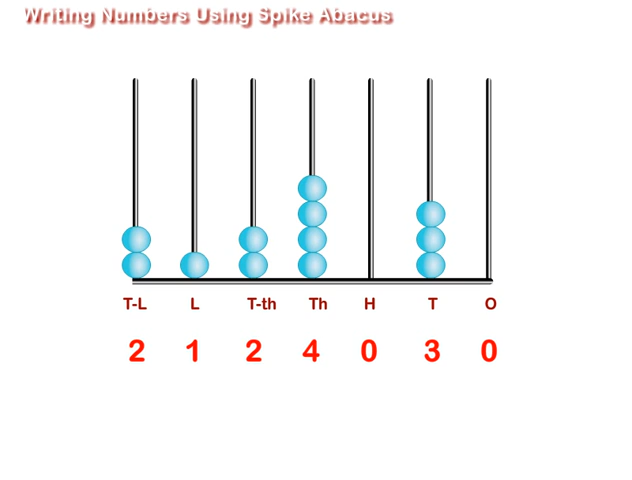 Writing Numbers Using Spike Abacus
T-L L T-th Th H T O
2 1 2 4 0 3 0